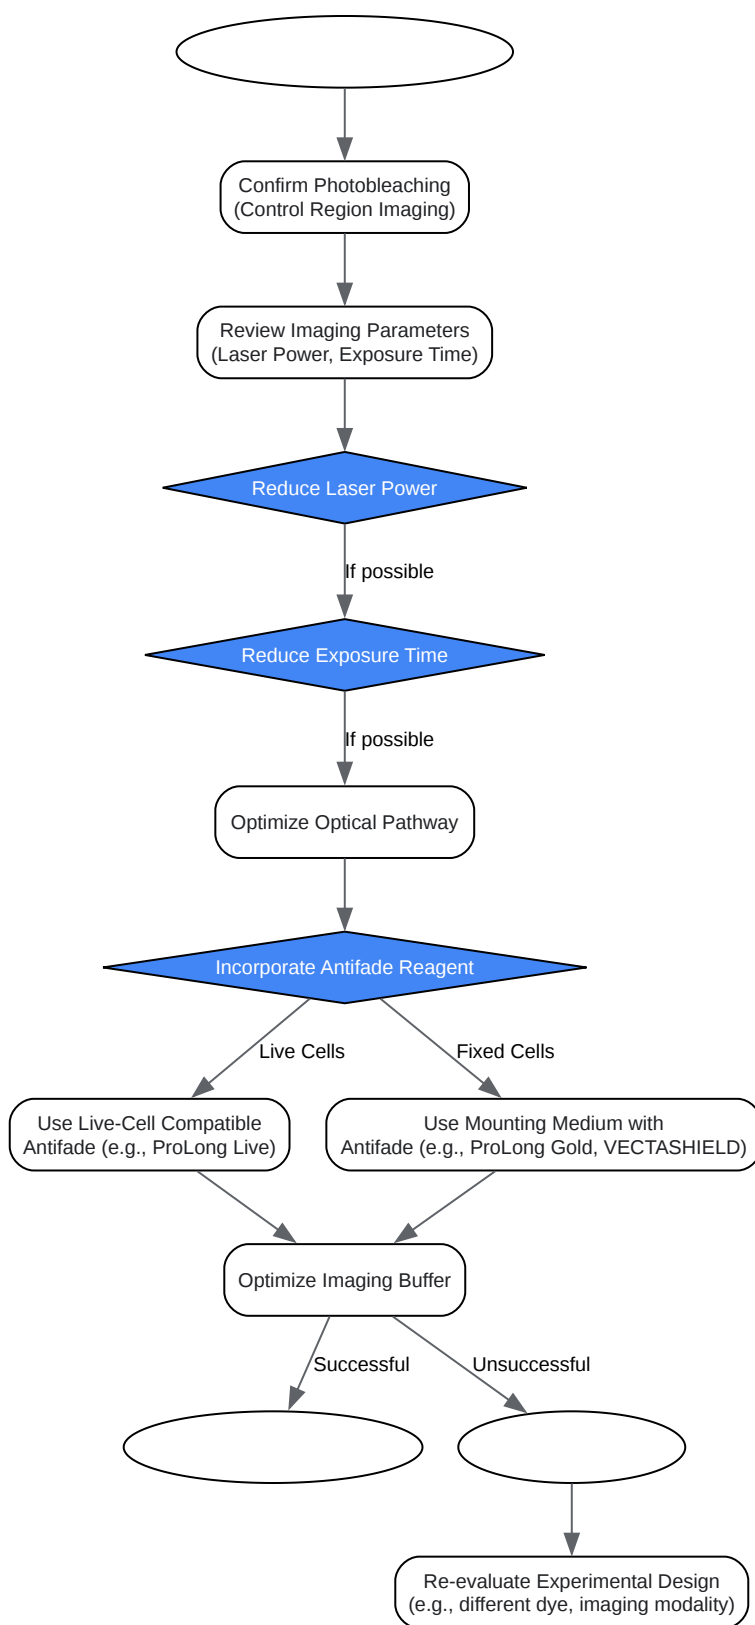 Confirm Photobleaching
(Control Region Imaging)
Review Imaging Parameters
(Laser Power, Exposure Time)
Reduce Laser Power
If possible
Reduce Exposure Time
If possible
Optimize Optical Pathway
Incorporate Antifade Reagent
Live Cells
Fixed Cells
Use Live-Cell Compatible
Antifade (e.g., ProLong Live)
Use Mounting Medium with
Antifade (e.g., ProLong Gold, VECTASHIELD)
Optimize Imaging Buffer
Successful
Unsuccessful
Re-evaluate Experimental Design
(e.g., different dye, imaging modality)